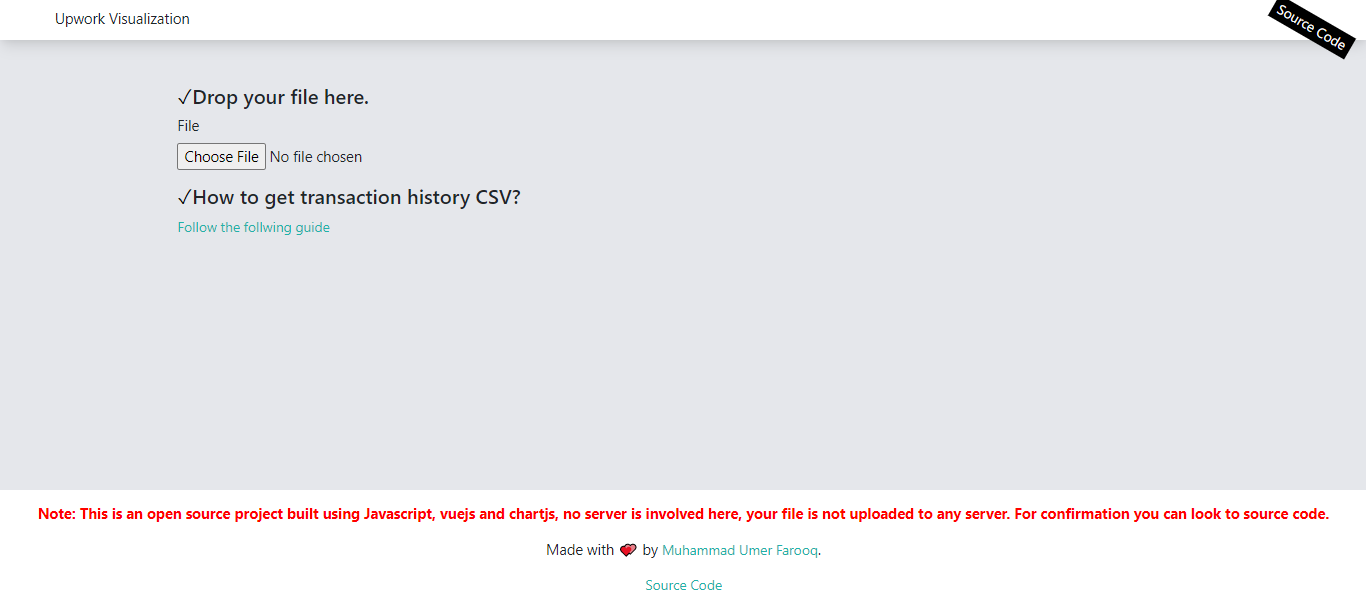 Upwork Visualization
Source Code
✓Drop your file here.
File
Choose File No file chosen
✓How to get transaction history CSV?
Follow the follwing guide
Note: This is an open source project built using Javascript, vuejs and chartjs, no server is involved here, your file is not uploaded to any server. For confirmation you can look to source code.
Made with 💕 by Muhammad Umer Farooq.
Source Code